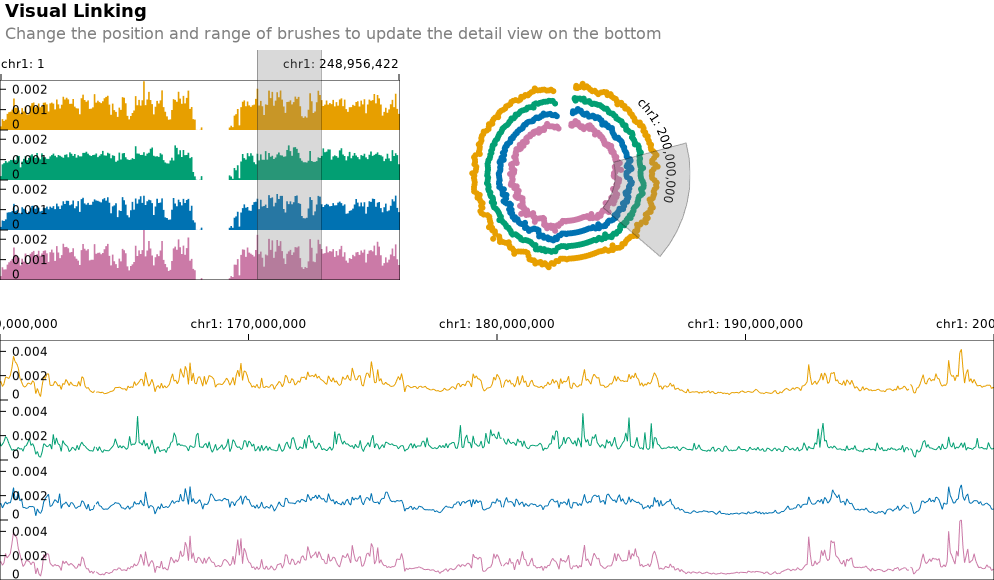 Visual Linking
Change the position and range of brushes to update the detail view on the bottom
chr1: 1
chr1: 248,956,422
0.002
0.001
0
0.002
0.001
0
0.002
0.001
0
0.002
0.001
0
chr1: 200,000,000
0,000,000
chr1: 170,000,000
chr1: 180,000,000
chr1: 190,000,000
chr1: 200
0.004
0.002
0
0.004
0.002
0
0.004
0.002
0
0.004
0.002
0